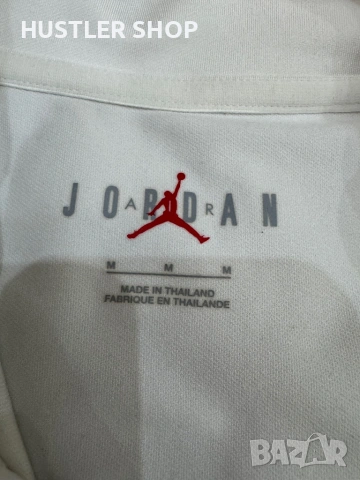 HUSTLER SHOP
JORDAN
AIR
M M M
MADE IN THAILAND
FABRIQUE EN THAILANDE
BAZAR